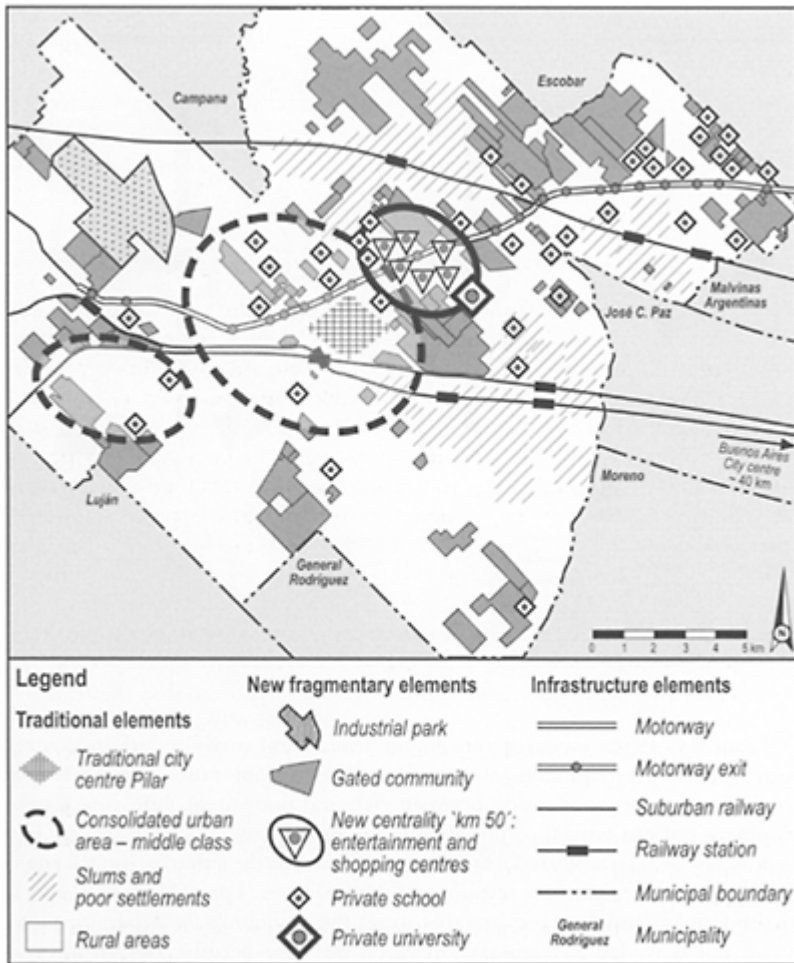 Campana
Escobar
Malvinas
Argentinas
José C. Paz
Buenos Aires
City centre
~ 40 km
Moreno
Luján
General
Rodríguez
N
0 1 2 3 4 5 km
Legend
Traditional elements
Traditional city
centre Pilar
Consolidated urban
area – middle class
Slums and
poor settlements
Rural areas
New fragmentary elements
Industrial park
Gated community
New centrality `km 50´:
entertainment and
shopping centres
Private school
Private university
Infrastructure elements
Motorway
Motorway exit
Suburban railway
Railway station
Municipal boundary
General
Rodríguez
Municipality